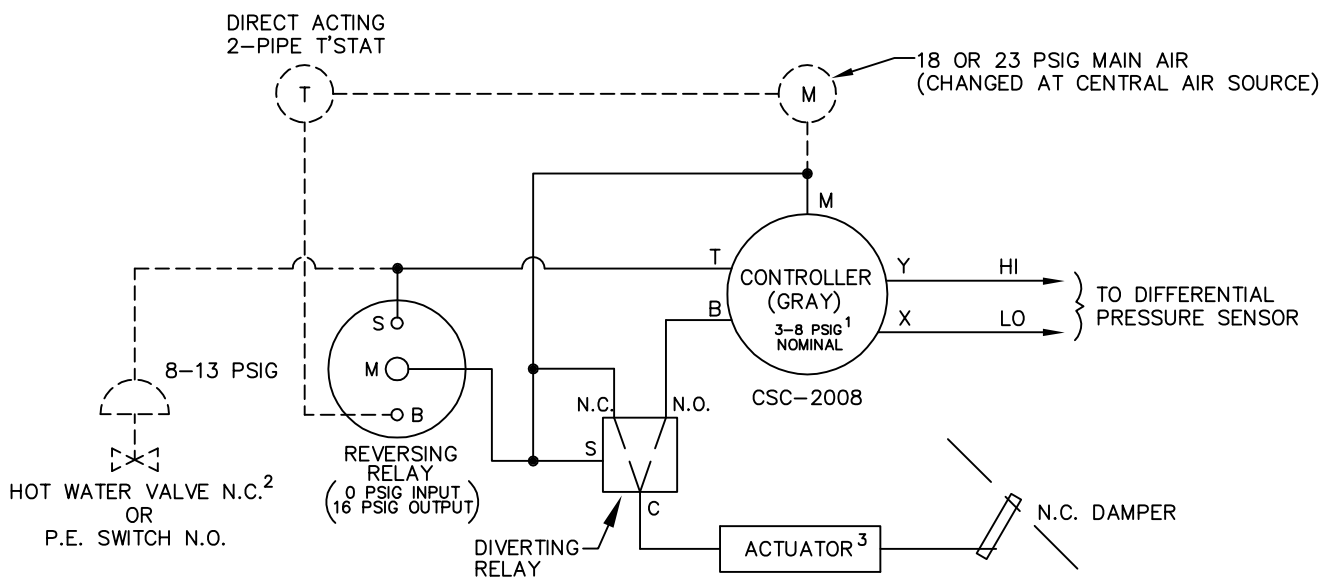 DIRECT ACTING
2-PIPE T'STAT
T
M
18 OR 23 PSIG MAIN AIR
(CHANGED AT CENTRAL AIR SOURCE)
M
T
B
CONTROLLER
(GRAY)
3-8 PSIG¹
NOMINAL
CSC-2008
Y
HI
X
LO
TO DIFFERENTIAL
PRESSURE SENSOR
S
M
B
8-13 PSIG
HOT WATER VALVE N.C.²
OR
P.E. SWITCH N.O.
REVERSING
RELAY
(0 PSIG INPUT
16 PSIG OUTPUT)
N.C.
N.O.
S
C
DIVERTING
RELAY
ACTUATOR³
N.C. DAMPER